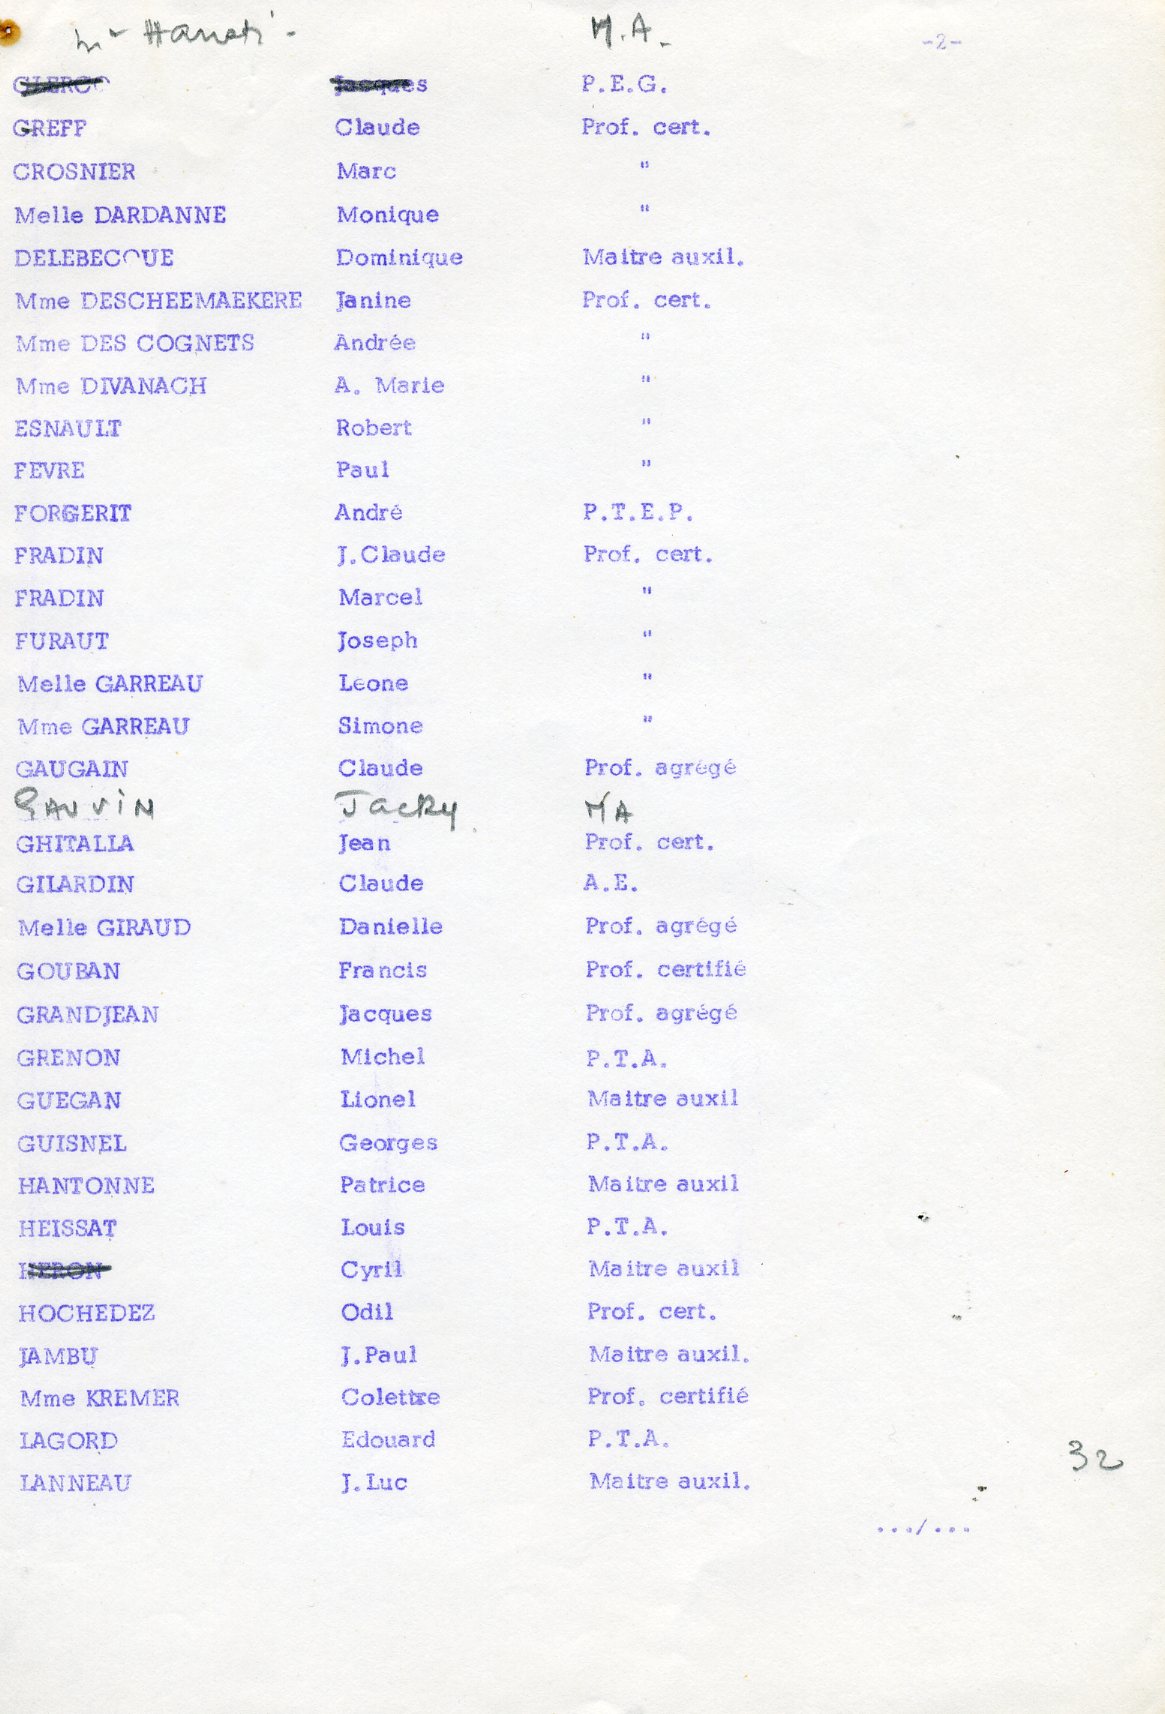 M.A.
-2-
Jacques P.E.G.
GREFF Claude Prof. cert.
CROSNIER Marc "
Melle DARDANNE Monique "
DELEBECQUE Dominique Maitre auxil.
Mme DESCHEEMAEKERE Janine Prof. cert.
Mme DES COGNETS Andrée "
Mme DIVANACH A. Marie "
ESNAULT Robert "
FEVRE Paul "
FORGERIT André P.T.E.P.
FRADIN J.Claude Prof. cert.
FRADIN Marcel "
FURAUT Joseph "
Melle GARREAU Leone "
Mme GARREAU Simone "
GAUGAIN Claude Prof. agrégé
GAUVIN Jacky MA
GHITALLA Jean Prof. cert.
GILARDIN Claude A.E.
Melle GIRAUD Danielle Prof. agrégé
GOUBAN Francis Prof. certifié
GRANDJEAN Jacques Prof. agrégé
GRENON Michel P.T.A.
GUEGAN Lionel Maitre auxil
GUISNEL Georges P.T.A.
HANTONNE Patrice Maitre auxil
HEISSAT Louis P.T.A.
HERON Cyril Maitre auxil
HOCHEDEZ Odil Prof. cert.
JAMBU J.Paul Maitre auxil.
Mme KREMER Colettre Prof. certifié
LAGORD Edouard P.T.A.
LANNEAU J.Luc Maitre auxil.
32
.../...